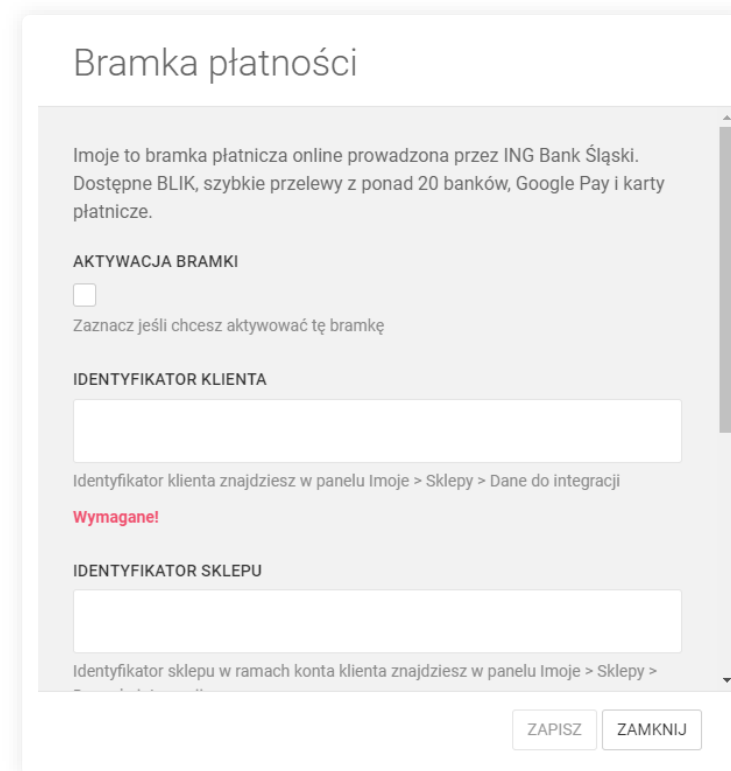 Bramka płatności
Imoje to bramka płatnicza online prowadzona przez ING Bank Śląski.
Dostępne BLIK, szybkie przelewy z ponad 20 banków, Google Pay i karty
płatnicze.
AKTYWACJA BRAMKI
Zaznacz jeśli chcesz aktywować tę bramkę
IDENTYFIKATOR KLIENTA
Identyfikator klienta znajdziesz w panelu Imoje > Sklepy > Dane do integracji
Wymagane!
IDENTYFIKATOR SKLEPU
Identyfikator sklepu w ramach konta klienta znajdziesz w panelu Imoje > Sklepy >
ZAPISZ ZAMKNIJ